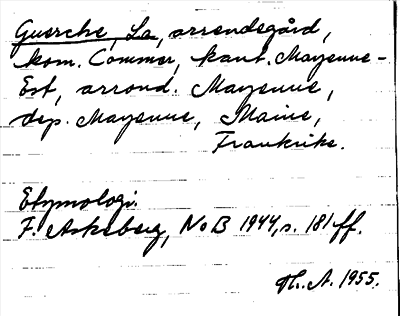 Guerche, La, arrendegård,
kom. Commer, kant. Mayenne-
Est, arrond. Mayenne,
dep. Mayenne, Maine,
Frankrike.
Etymologi.
F. Askeberg, NoB 1944, s. 181 ff.
Th. A. 1955.